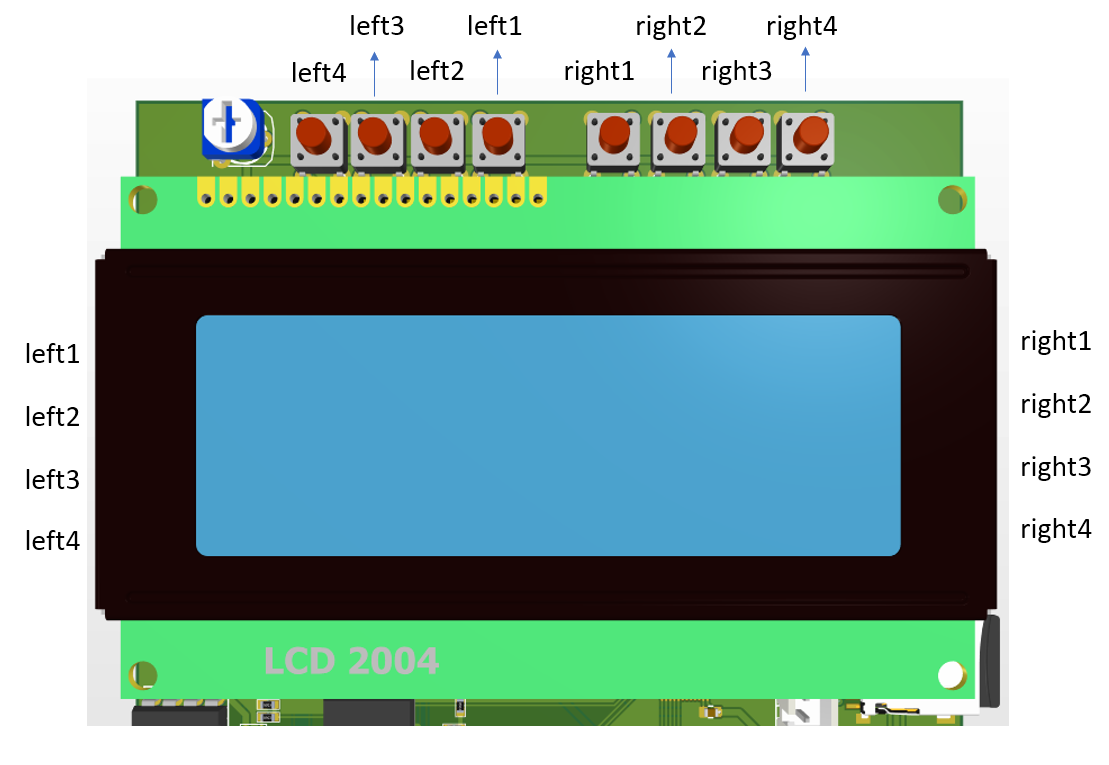 left3 left1 right2 right4
left4 left2 right1 right3
left1 right1
left2 right2
left3 right3
left4 right4
LCD 2004